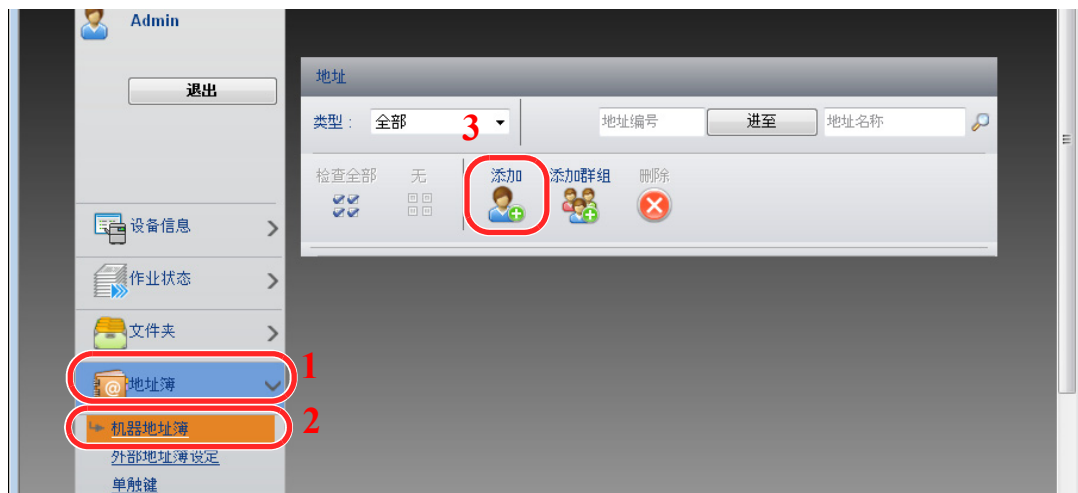 Admin
退出
设备信息
作业状态
文件夹
地址簿
1
机器地址簿
2
外部地址簿设定
单触键
地址
类型： 全部
3
地址编号 进至 地址名称
检查全部 无 添加 添加群组 删除